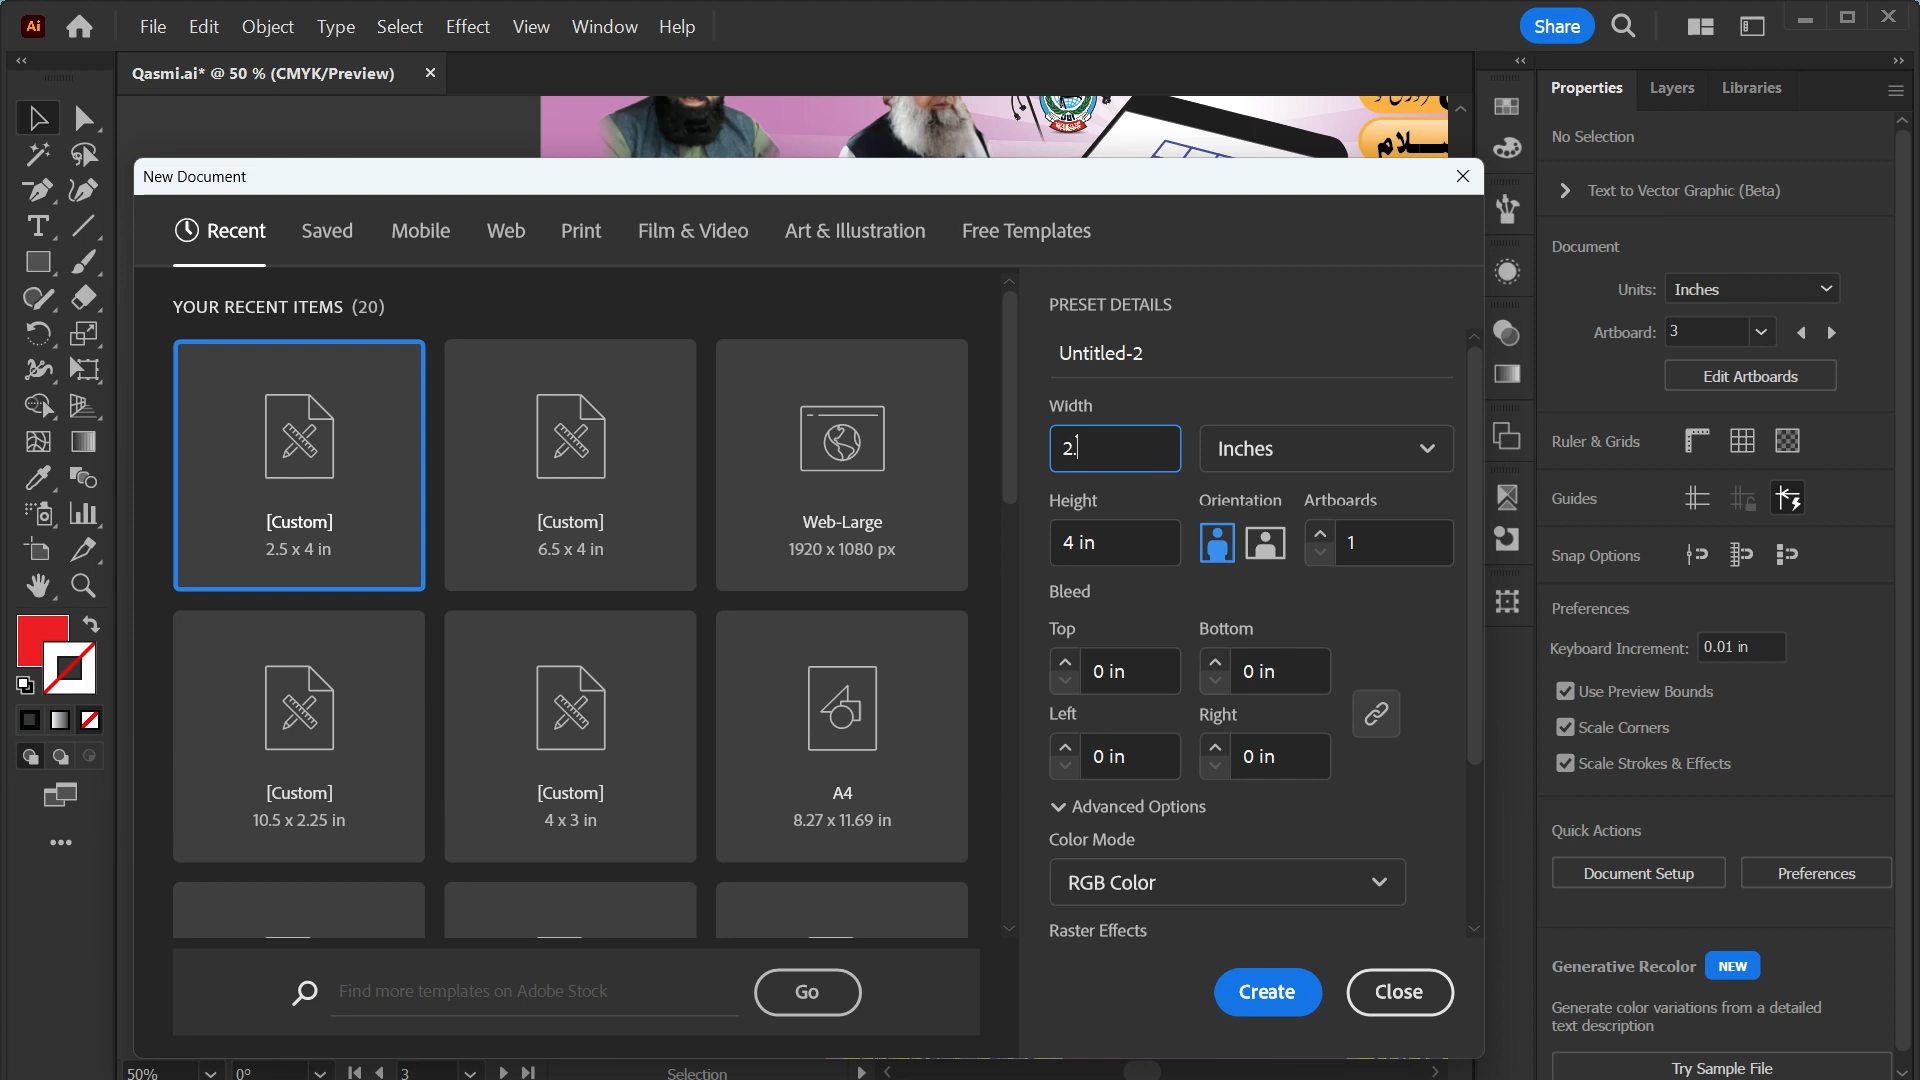 Ai
File Edit Object Type Select Effect View Window Help
Share
Qasmi.ai* @ 50 % (CMYK/Preview)
New Document
Recent Saved Mobile Web Print Film & Video Art & Illustration Free Templates
YOUR RECENT ITEMS (20)
[Custom]
2.5 x 4 in
[Custom]
6.5 x 4 in
Web-Large
1920 x 1080 px
[Custom]
10.5 x 2.25 in
[Custom]
4 x 3 in
A4
8.27 x 11.69 in
Find more templates on Adobe Stock
Go
PRESET DETAILS
Untitled-2
Width
2.
Inches
Height
Orientation
Artboards
4 in
1
Bleed
Top
Bottom
0 in
0 in
Left
Right
0 in
0 in
Advanced Options
Color Mode
RGB Color
Raster Effects
Create
Close
Properties Layers Libraries
No Selection
Text to Vector Graphic (Beta)
Document
Units: Inches
Artboard: 3
Edit Artboards
Ruler & Grids
Guides
Snap Options
Preferences
Keyboard Increment: 0.01 in
Use Preview Bounds
Scale Corners
Scale Strokes & Effects
Quick Actions
Document Setup
Preferences
Generative Recolor NEW
Generate color variations from a detailed
text description
Try Sample File
50%
0°
3
Selection